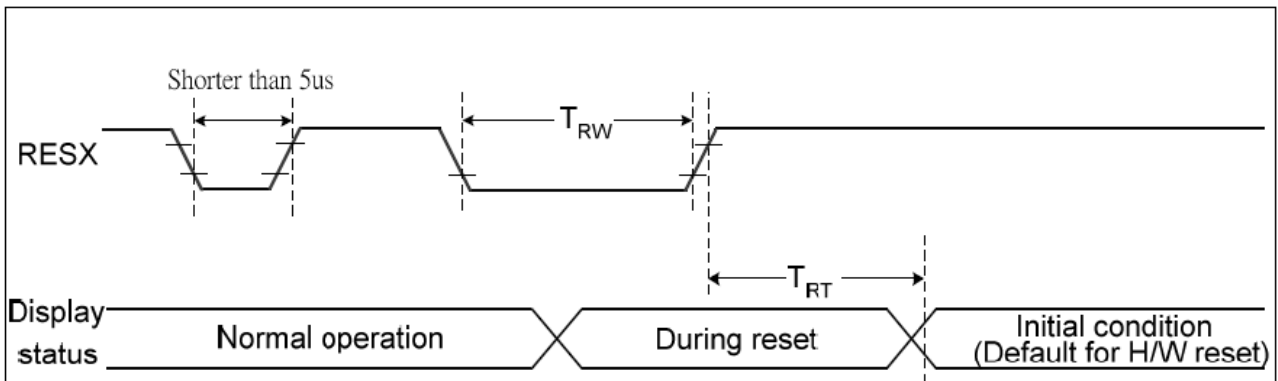 Shorter than 5us
TRW
RESX
TRT
Display
status
Normal operation
During reset
Initial condition
(Default for H/W reset)